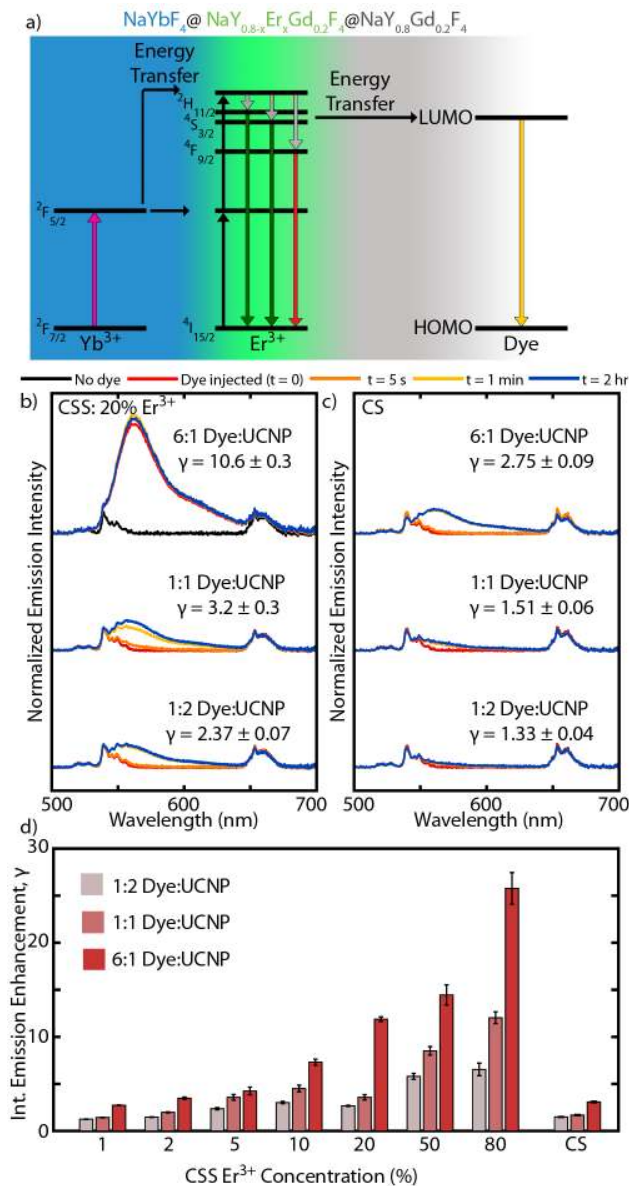 a) NaYbF₄@ NaY₀.₈₋ₓErₓGd₀.₂F₄@NaY₀.₈Gd₀.₂F₄
Energy Transfer
Energy Transfer
²H₁₁/₂
⁴S₃/₂
⁴F₉/₂
LUMO
²F₅/₂
²F₇/₂
Yb³⁺
⁴I₁₅/₂
Er³⁺
HOMO
Dye
No dye Dye injected (t = 0) t = 5 s t = 1 min t = 2 hr
b) CSS: 20% Er³⁺
6:1 Dye:UCNP
γ = 10.6 ± 0.3
1:1 Dye:UCNP
γ = 3.2 ± 0.3
1:2 Dye:UCNP
γ = 2.37 ± 0.07
Normalized Emission Intensity
500 600 700
Wavelength (nm)
c) CS
6:1 Dye:UCNP
γ = 2.75 ± 0.09
1:1 Dye:UCNP
γ = 1.51 ± 0.06
1:2 Dye:UCNP
γ = 1.33 ± 0.04
Normalized Emission Intensity
500 600 700
Wavelength (nm)
d)
Int. Emission Enhancement, γ
30
20
10
0
1:2 Dye:UCNP
1:1 Dye:UCNP
6:1 Dye:UCNP
1 2 5 10 20 50 80 CS
CSS Er³⁺ Concentration (%)